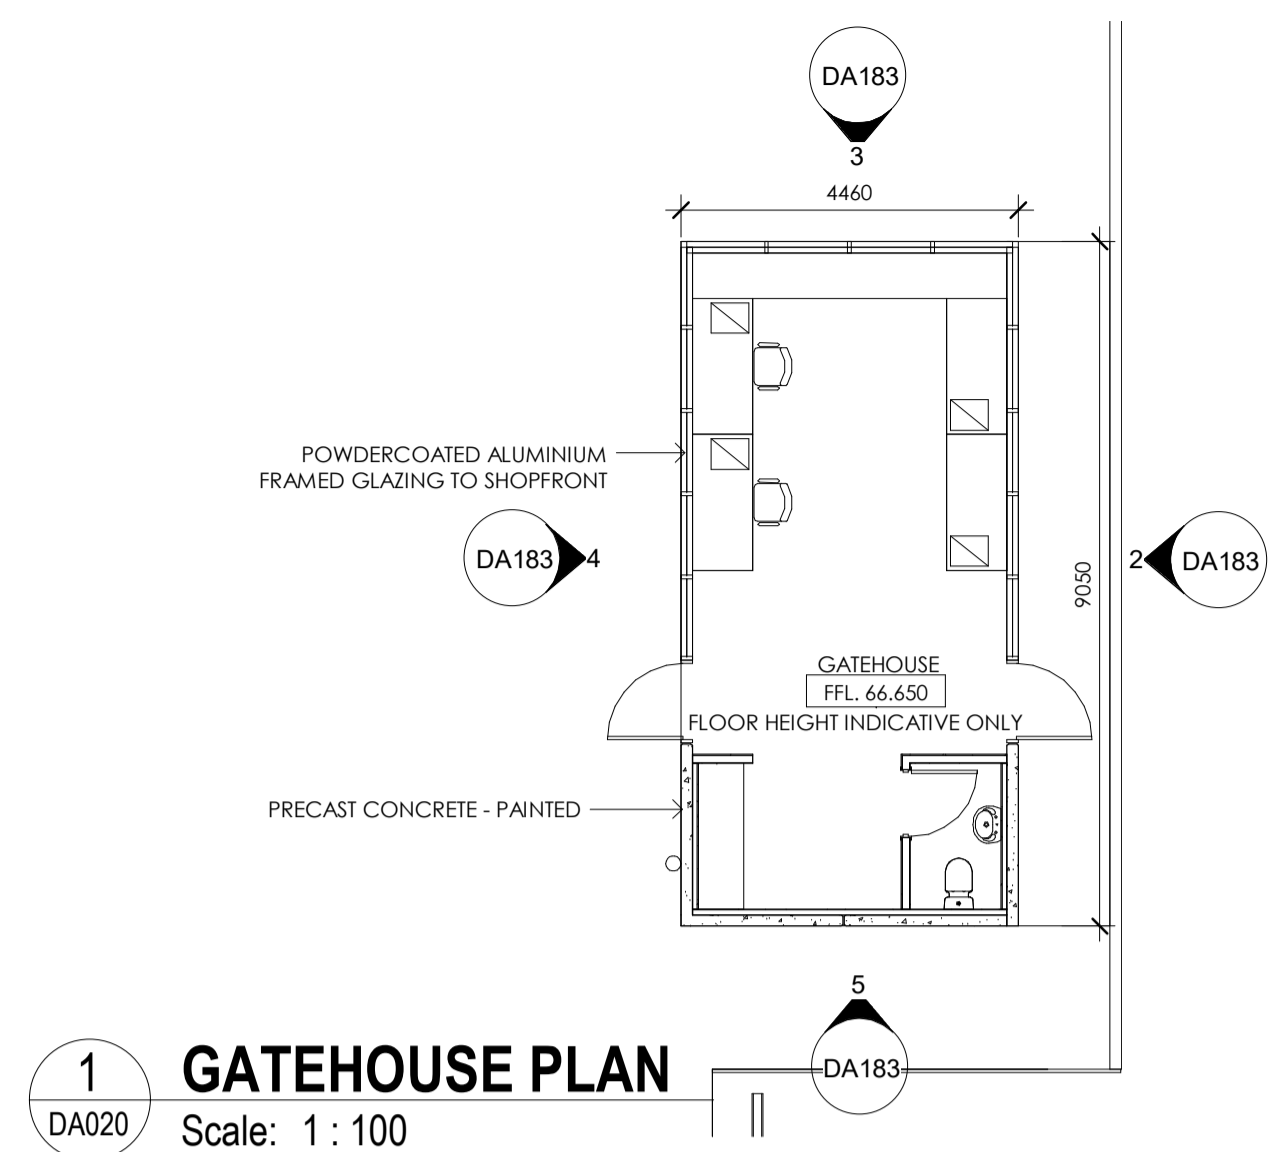 DA183
3
4460
POWDERCOATED ALUMINIUM
FRAMED GLAZING TO SHOPFRONT
DA183 4
2 DA183
9050
GATEHOUSE
FFL. 66.650
FLOOR HEIGHT INDICATIVE ONLY
PRECAST CONCRETE - PAINTED
5
DA183
1
DA020
GATEHOUSE PLAN
Scale: 1 : 100